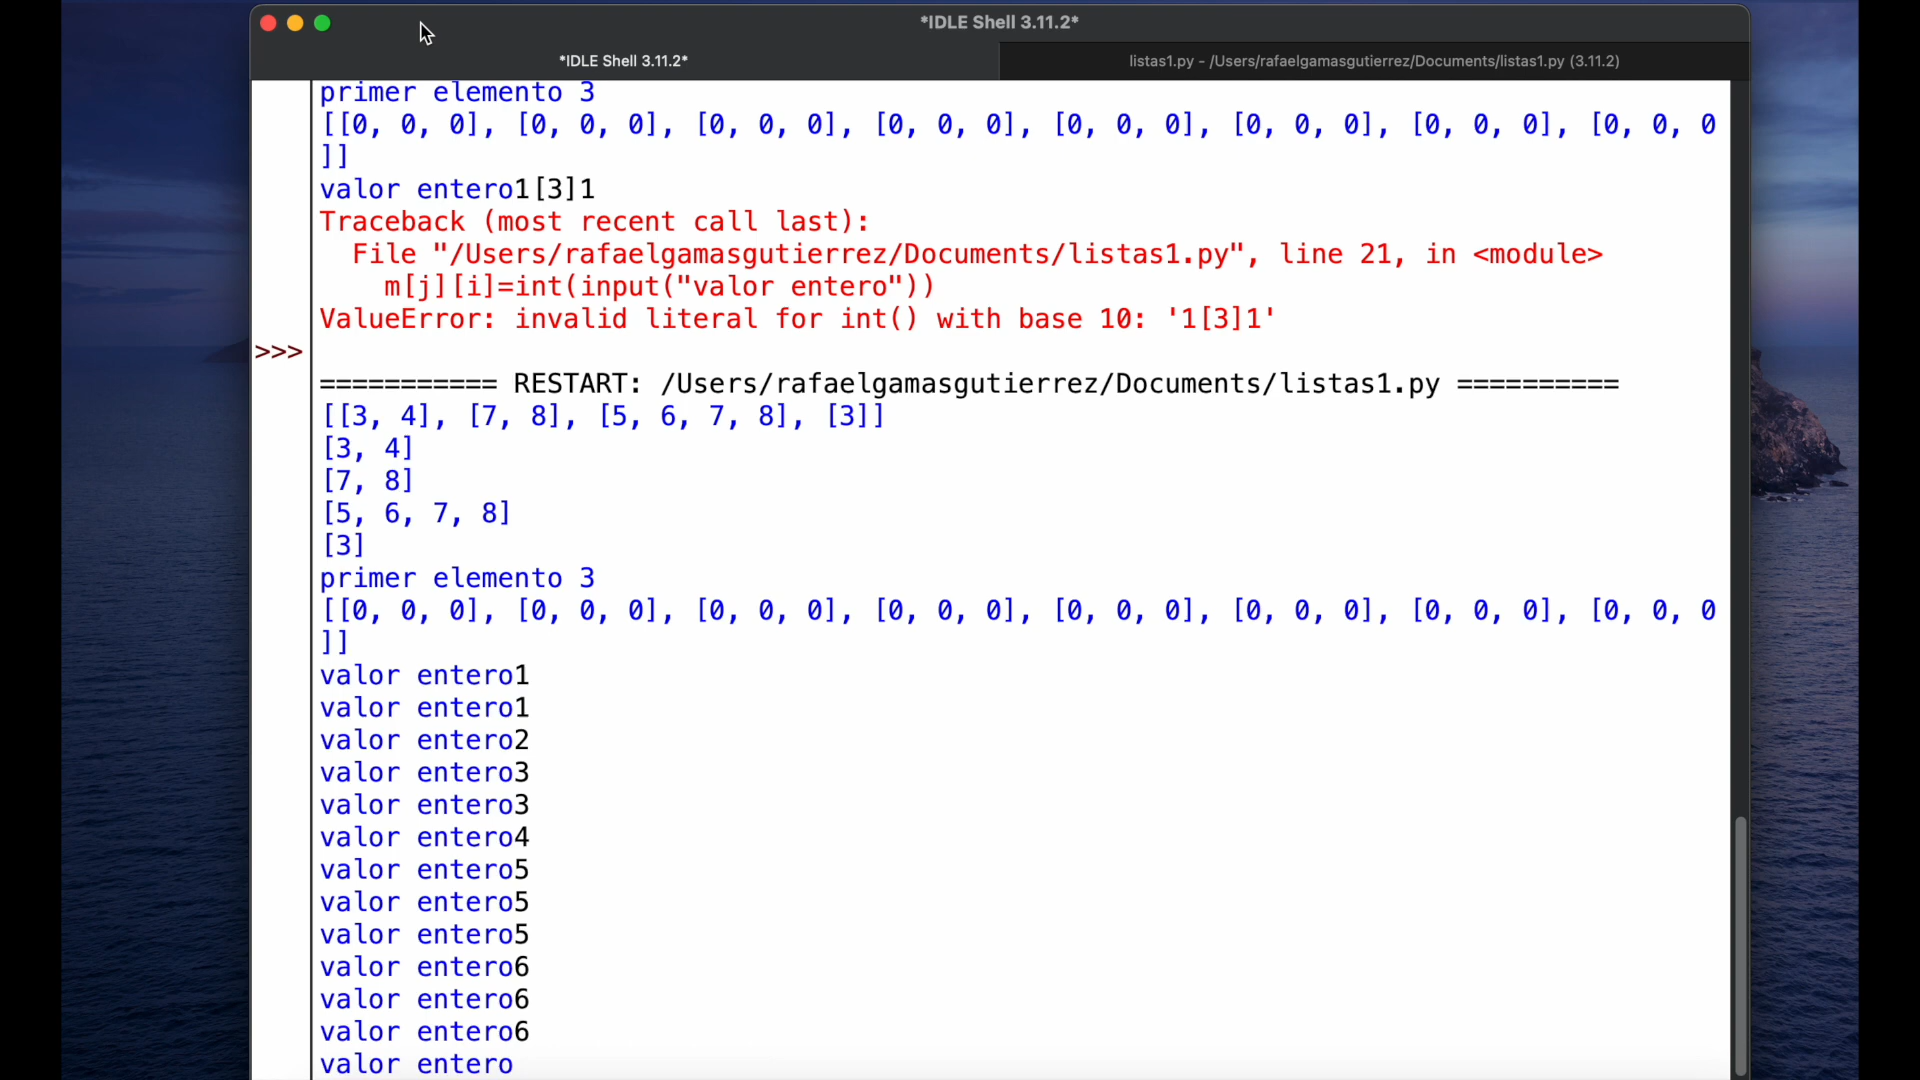 *IDLE Shell 3.11.2*
*IDLE Shell 3.11.2*
listas1.py - /Users/rafaelgamasgutierrez/Documents/listas1.py (3.11.2)
primer elemento 3
[[0, 0, 0], [0, 0, 0], [0, 0, 0], [0, 0, 0], [0, 0, 0], [0, 0, 0], [0, 0, 0], [0, 0, 0
]]
valor entero1[3]1
Traceback (most recent call last):
  File "/Users/rafaelgamasgutierrez/Documents/listas1.py", line 21, in <module>
    m[j][i]=int(input("valor entero"))
ValueError: invalid literal for int() with base 10: '1[3]1'
>>>
=========== RESTART: /Users/rafaelgamasgutierrez/Documents/listas1.py ==========
[[3, 4], [7, 8], [5, 6, 7, 8], [3]]
[3, 4]
[7, 8]
[5, 6, 7, 8]
[3]
primer elemento 3
[[0, 0, 0], [0, 0, 0], [0, 0, 0], [0, 0, 0], [0, 0, 0], [0, 0, 0], [0, 0, 0], [0, 0, 0
]]
valor entero1
valor entero1
valor entero2
valor entero3
valor entero3
valor entero4
valor entero5
valor entero5
valor entero5
valor entero6
valor entero6
valor entero6
valor entero